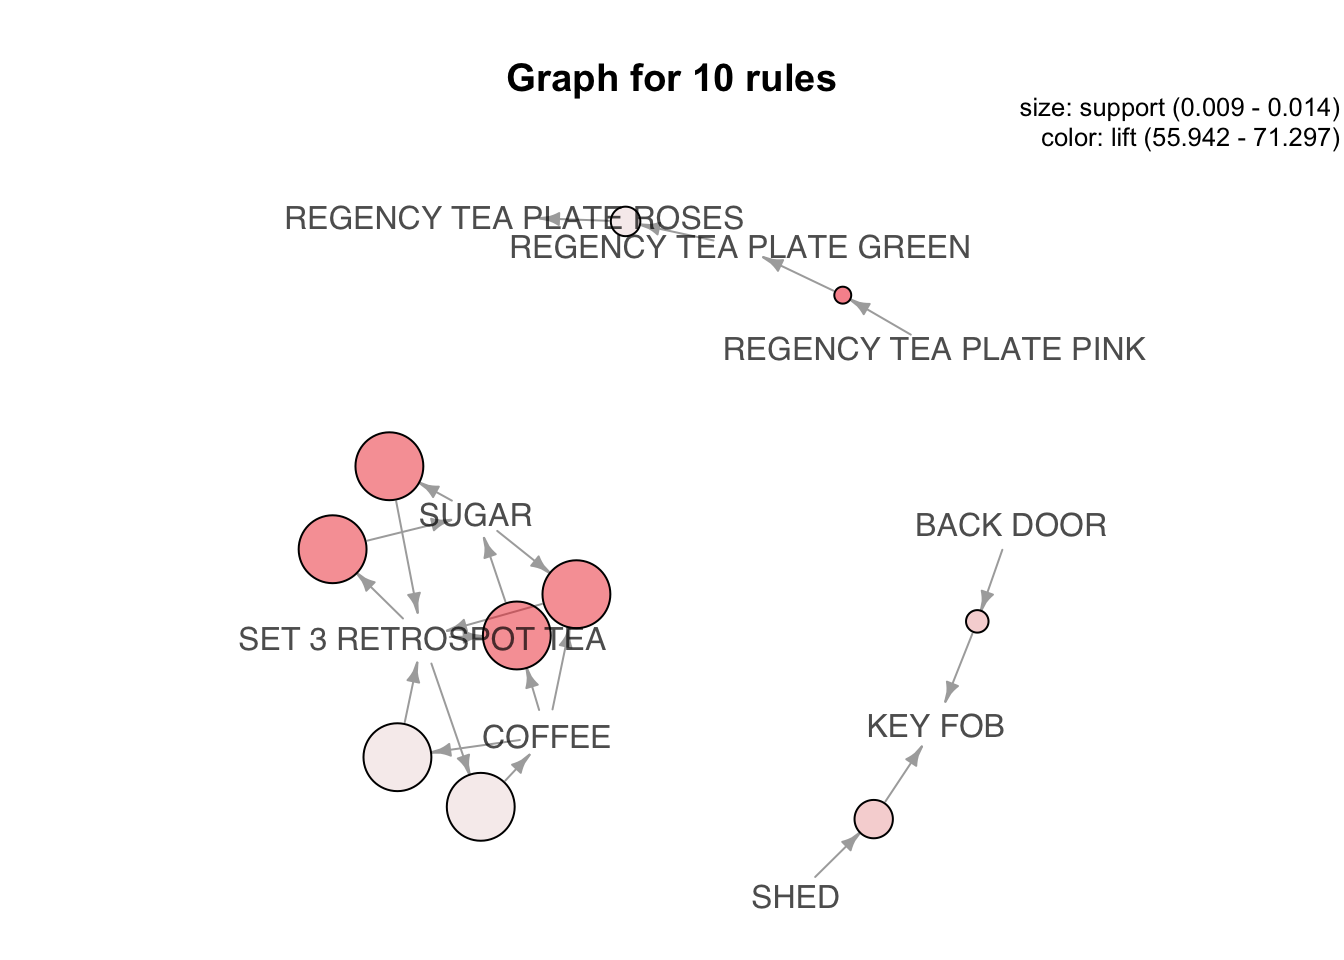 Graph for 10 rules
size: support (0.009 - 0.014)
color: lift (55.942 - 71.297)
REGENCY TEA PLATE ROSES
REGENCY TEA PLATE GREEN
REGENCY TEA PLATE PINK
SUGAR
BACK DOOR
SET 3 RETROSPOT TEA
KEY FOB
COFFEE
SHED